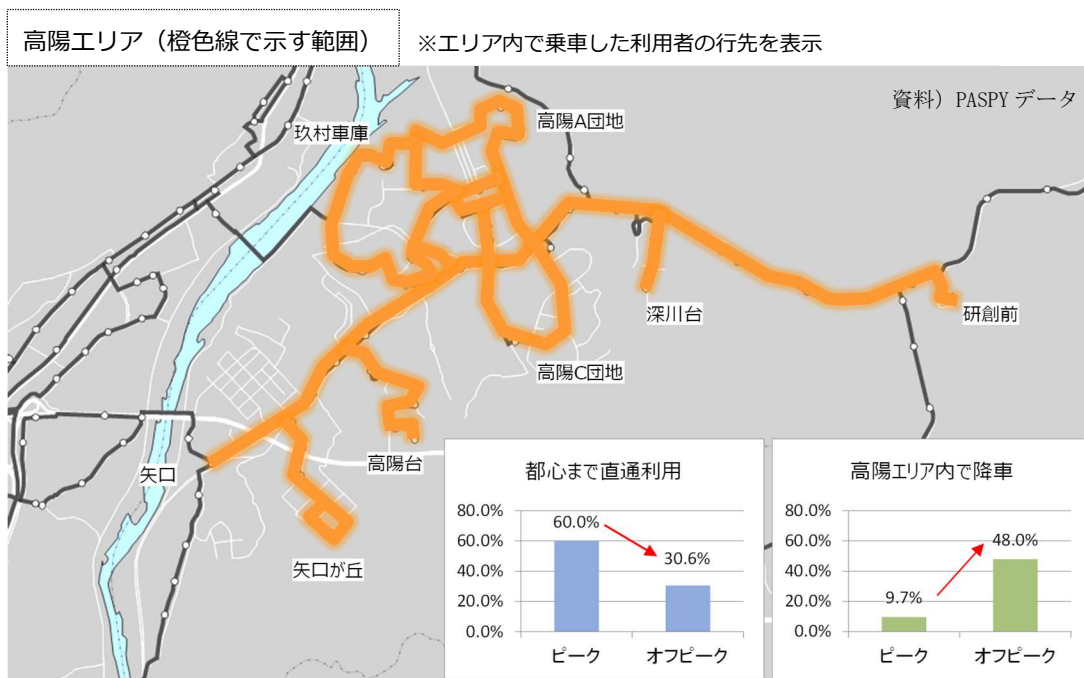 高陽エリア（橙色線で示す範囲）
※エリア内で乗車した利用者の行先を表示
資料）PASPY データ
玖村車庫
高陽A団地
深川台
研創前
高陽C団地
高陽台
矢口
矢口が丘
都心まで直通利用
80.0%
60.0%
40.0%
20.0%
0.0%
60.0%
30.6%
ピーク
オフピーク
高陽エリア内で降車
80.0%
60.0%
40.0%
20.0%
0.0%
9.7%
48.0%
ピーク
オフピーク